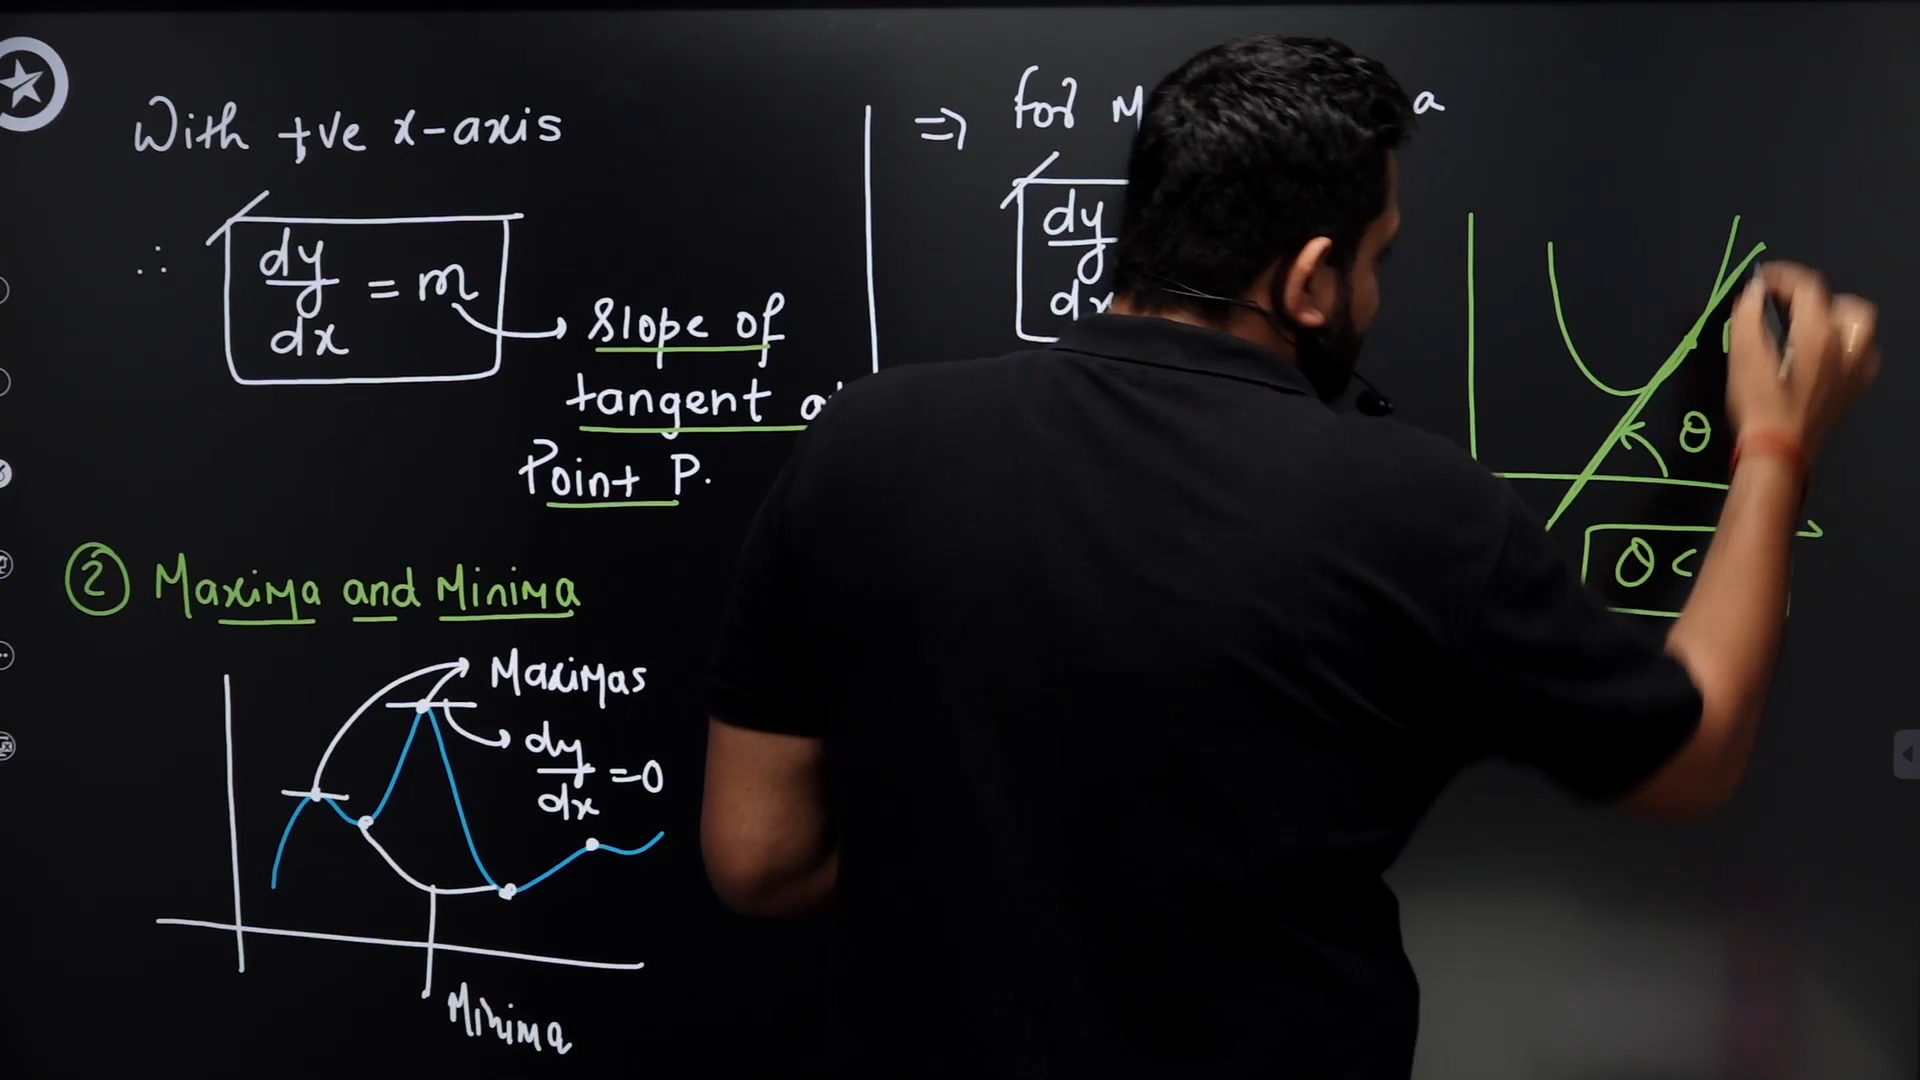 With +ve x-axis
∴ dy/dx = m
Slope of
tangent
Point P.
② Maxima and Minima
Maximas
dy/dx = 0
Minima
⇒ for
dy
dx
θ
θ <